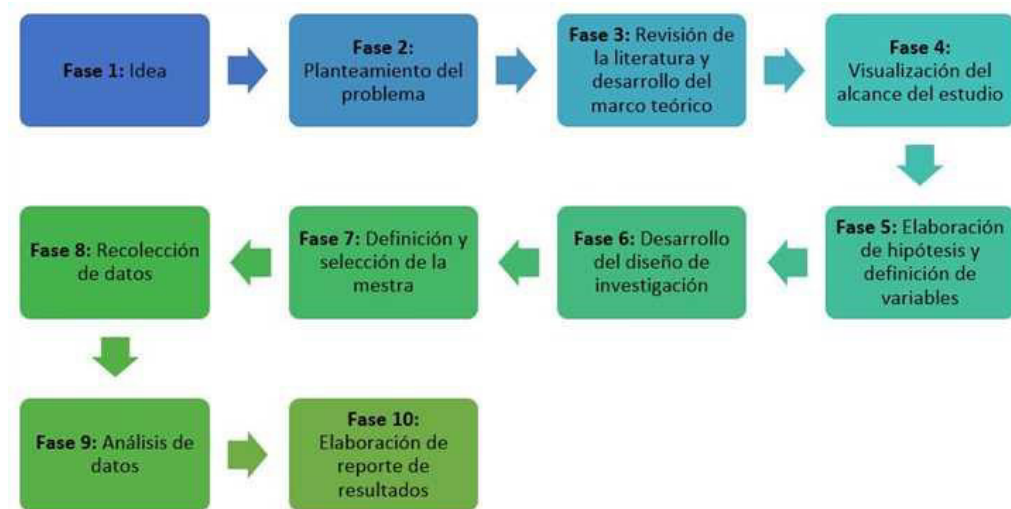 Fase 1: Idea
Fase 2:
Planteamiento del
problema
Fase 3: Revisión de
la literatura y
desarrollo del
marco teórico
Fase 4:
Visualización del
alcance del estudio
Fase 5: Elaboración
de hipótesis y
definición de
variables
Fase 6: Desarrollo
del diseño de
investigación
Fase 7: Definición y
selección de la
mestra
Fase 8: Recolección
de datos
Fase 9: Análisis de
datos
Fase 10:
Elaboración de
reporte de
resultados